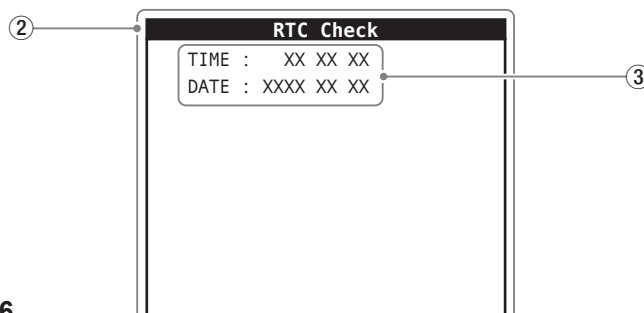 ② RTC Check
TIME : XX XX XX
DATE : XXXX XX XX ③
6